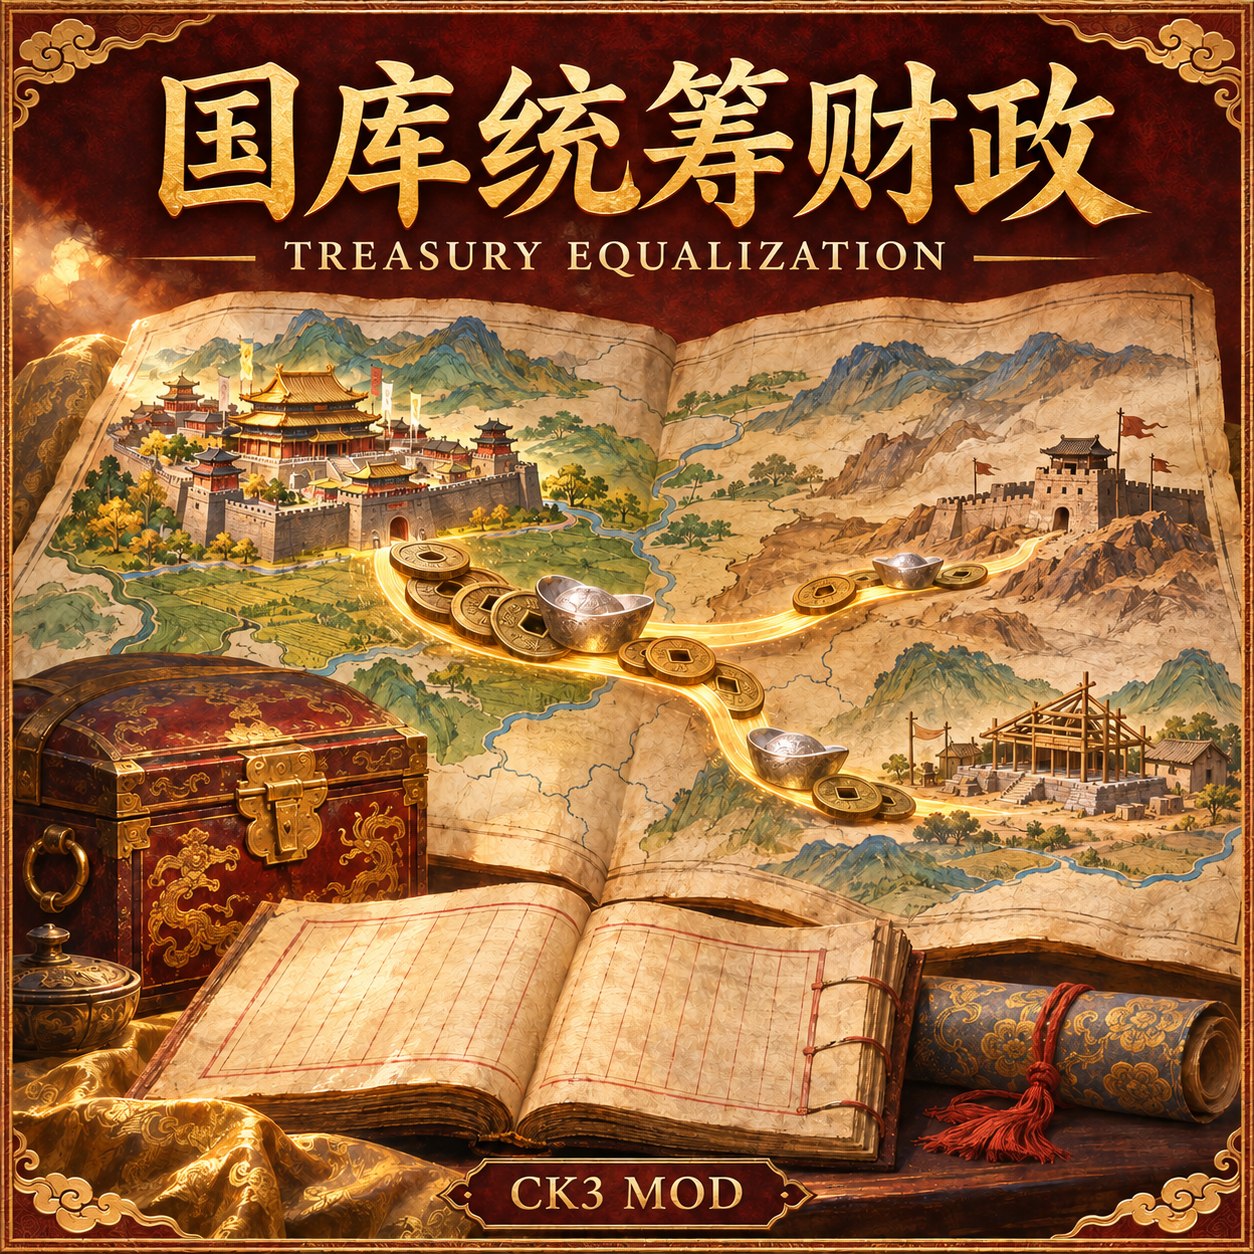 国库统筹财政
TREASURY EQUALIZATION
CK3 MOD